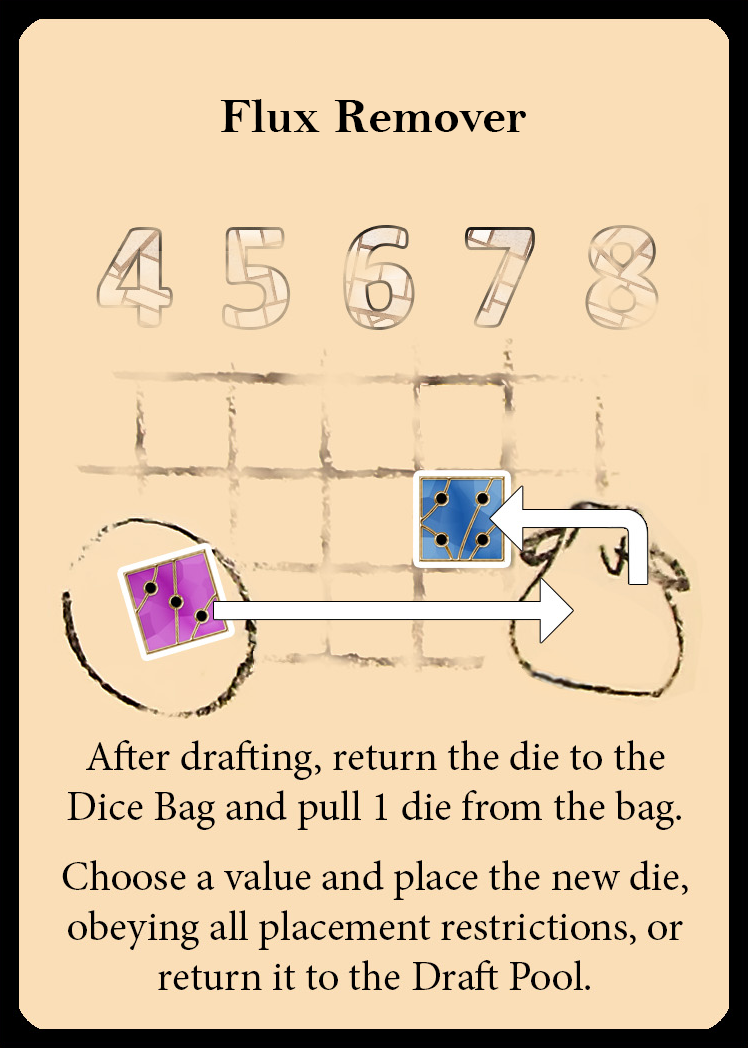 Flux Remover
4 5 6 7 8
After drafting, return the die to the
Dice Bag and pull 1 die from the bag.
Choose a value and place the new die,
obeying all placement restrictions, or
return it to the Draft Pool.